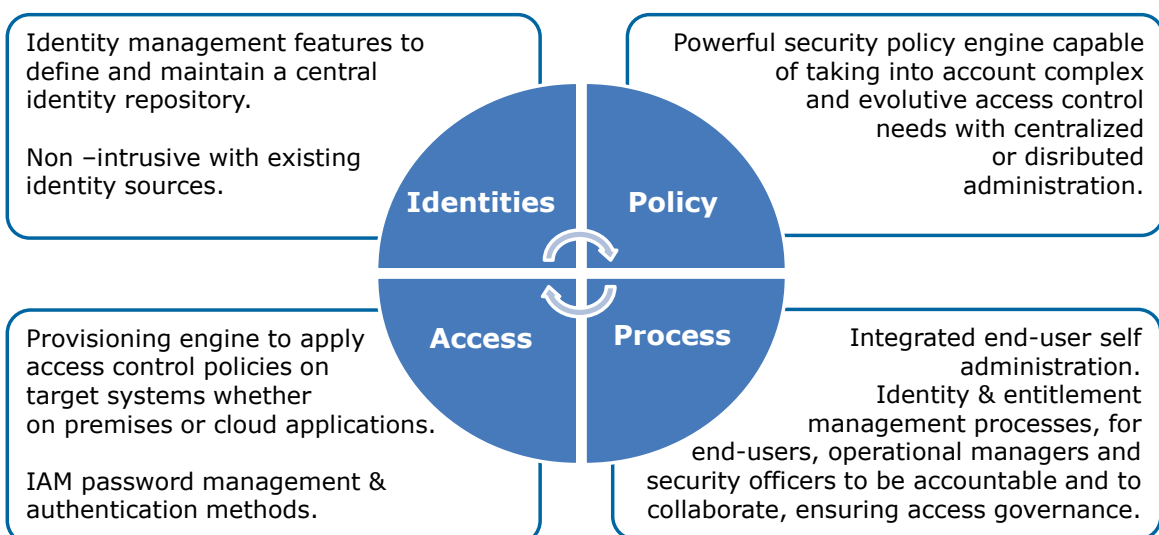 Identity management features to
define and maintain a central
identity repository.
Non –intrusive with existing
identity sources.
Powerful security policy engine capable
of taking into account complex
and evolutive access control
needs with centralized
or disributed
administration.
Identities
Policy
Access
Process
Provisioning engine to apply
access control policies on
target systems whether
on premises or cloud applications.
IAM password management &
authentication methods.
Integrated end-user self
administration.
Identity & entitlement
management processes, for
end-users, operational managers and
security officers to be accountable and to
collaborate, ensuring access governance.